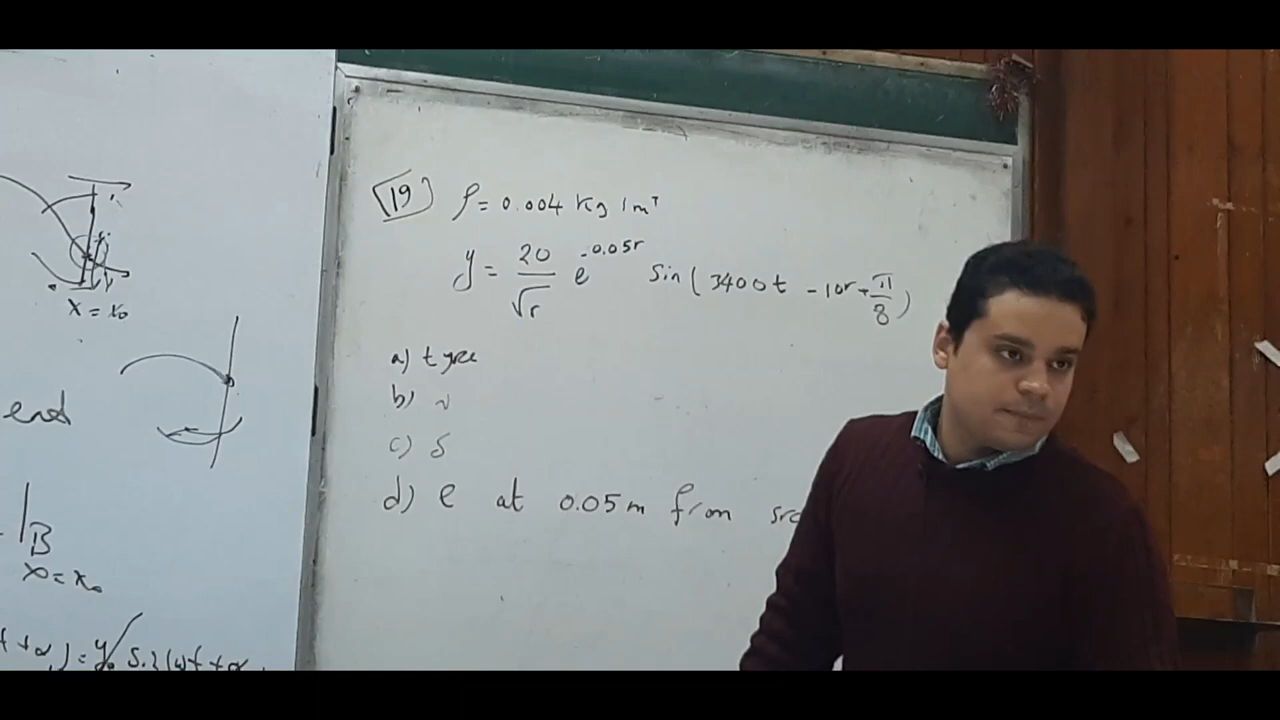 x = x₀
end
B
x = x₀
[19] ρ = 0.004 kg/m³
y = 20/√r e^-0.05r sin(3400t - 10r + π/8)
a) type
b) v
c) δ
d) e at 0.05m from src